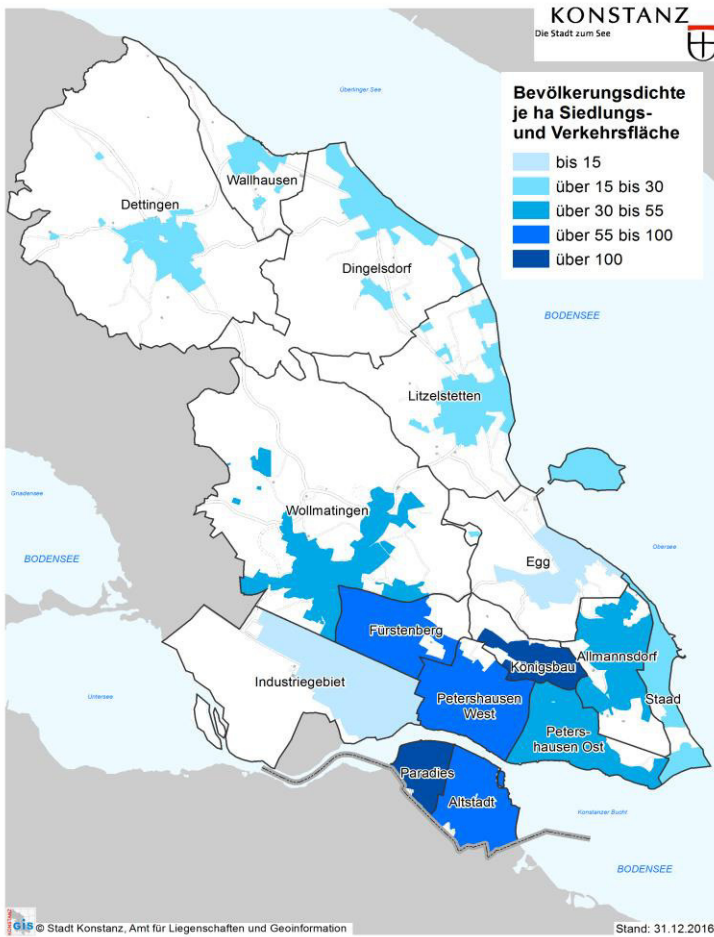 KONSTANZ
Die Stadt zum See
Bevölkerungsdichte
je ha Siedlungs-
und Verkehrsfläche
bis 15
über 15 bis 30
über 30 bis 55
über 55 bis 100
über 100
Überlinger See
Wallhausen
Dettingen
Dingelsdorf
BODENSEE
Litzelstetten
Gnadensee
Wollmatingen
Obersee
BODENSEE
Egg
Fürstenberg
Königsbau
Allmannsdorf
Industriegebiet
Staad
Untersee
Petershausen
West
Peters-
hausen Ost
Paradies
Altstadt
Konstanzer Bucht
BODENSEE
KONSTANZ
GIS © Stadt Konstanz, Amt für Liegenschaften und Geoinformation
Stand: 31.12.2016